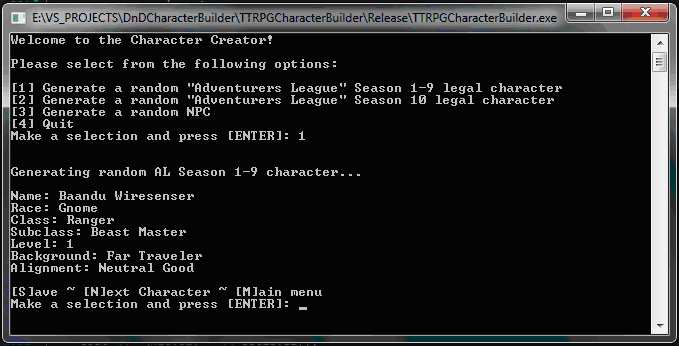 E:\VS_PROJECTS\DnDCharacterBuilder\TTRPGCharacterBuilder\Release\TTRPGCharacterBuilder.exe
Welcome to the Character Creator!
Please select from the following options:
[1] Generate a random "Adventurers League" Season 1-9 legal character
[2] Generate a random "Adventurers League" Season 10 legal character
[3] Generate a random NPC
[4] Quit
Make a selection and press [ENTER]: 1
Generating random AL Season 1-9 character...
Name: Baandu Wiresenser
Race: Gnome
Class: Ranger
Subclass: Beast Master
Level: 1
Background: Far Traveler
Alignment: Neutral Good
[S]ave ~ [N]ext Character ~ [M]ain menu
Make a selection and press [ENTER]: _